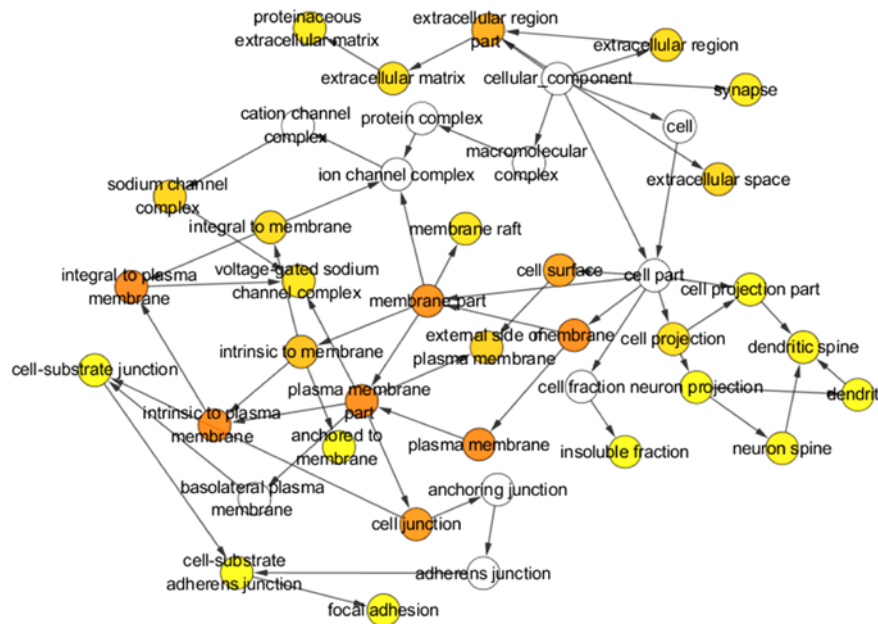 proteinaceous
extracellular matrix
extracellular region
part
extracellular region
extracellular matrix
cellular_component
synapse
cation channel
complex
protein complex
cell
macromolecular
complex
sodium channel
complex
ion channel complex
extracellular space
integral to membrane
membrane raft
integral to plasma
membrane
voltage-gated sodium
channel complex
cell surface
cell part
cell projection part
membrane part
external side of
plasma membrane
membrane
cell projection
dendritic spine
cell-substrate junction
intrinsic to membrane
plasma membrane
part
cell fraction
neuron projection
dendrit
intrinsic to plasma
membrane
anchored to
membrane
plasma membrane
insoluble fraction
neuron spine
basolateral plasma
membrane
anchoring junction
cell junction
cell-substrate
adherens junction
adherens junction
focal adhesion